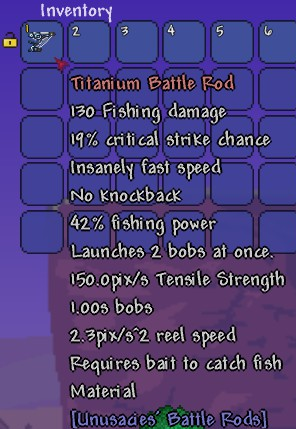 Inventory
1 2 3 4 5 6
Titanium Battle Rod
130 Fishing damage
19% critical strike chance
Insanely fast speed
No knockback
42% fishing power
Launches 2 bobs at once.
150.0pix/s Tensile Strength
1.00s bobs
2.3pix/s^2 reel speed
Requires bait to catch fish
Material
[Unusacies' Battle Rods]